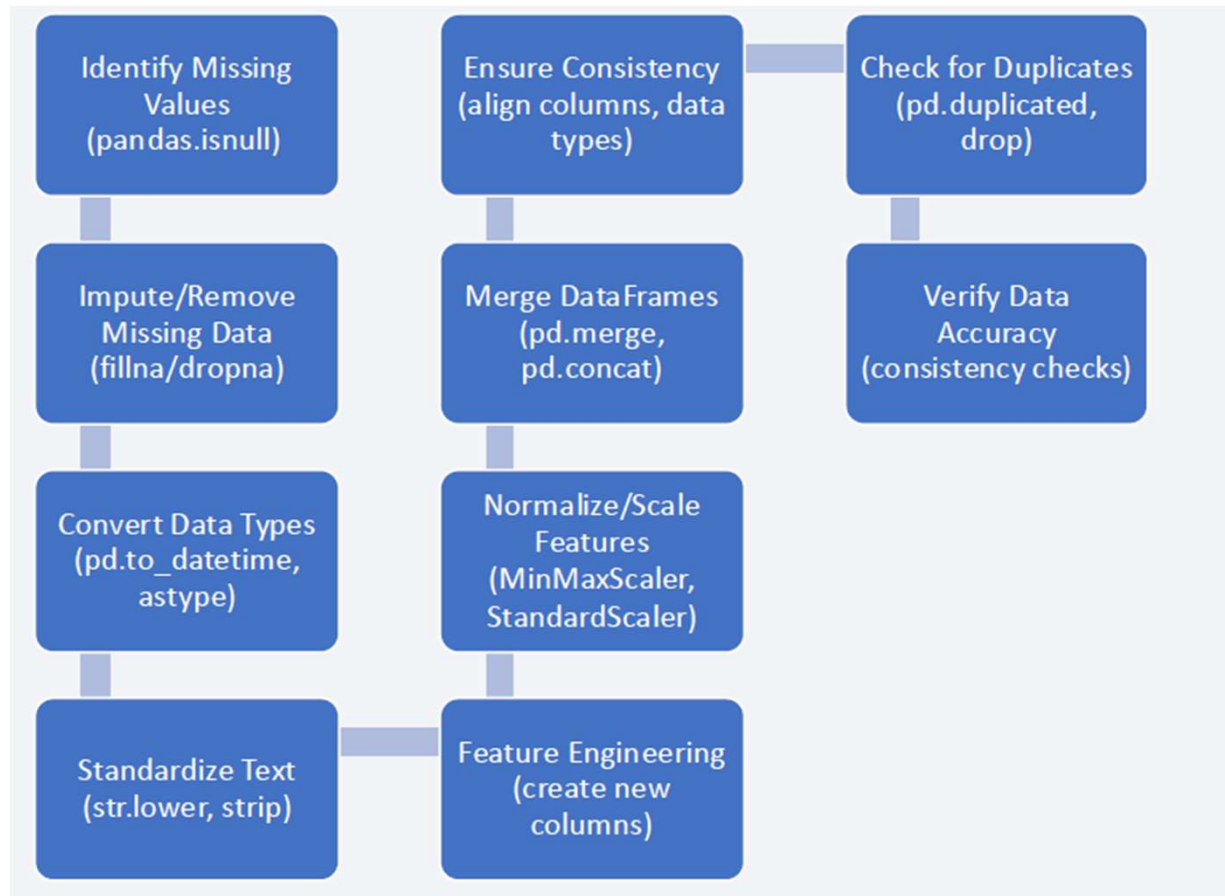 Identify Missing
Values
(pandas.isnull)
Impute/Remove
Missing Data
(fillna/dropna)
Convert Data Types
(pd.to_datetime,
astype)
Standardize Text
(str.lower, strip)
Feature Engineering
(create new
columns)
Normalize/Scale
Features
(MinMaxScaler,
StandardScaler)
Merge DataFrames
(pd.merge,
pd.concat)
Ensure Consistency
(align columns, data
types)
Check for Duplicates
(pd.duplicated,
drop)
Verify Data
Accuracy
(consistency checks)